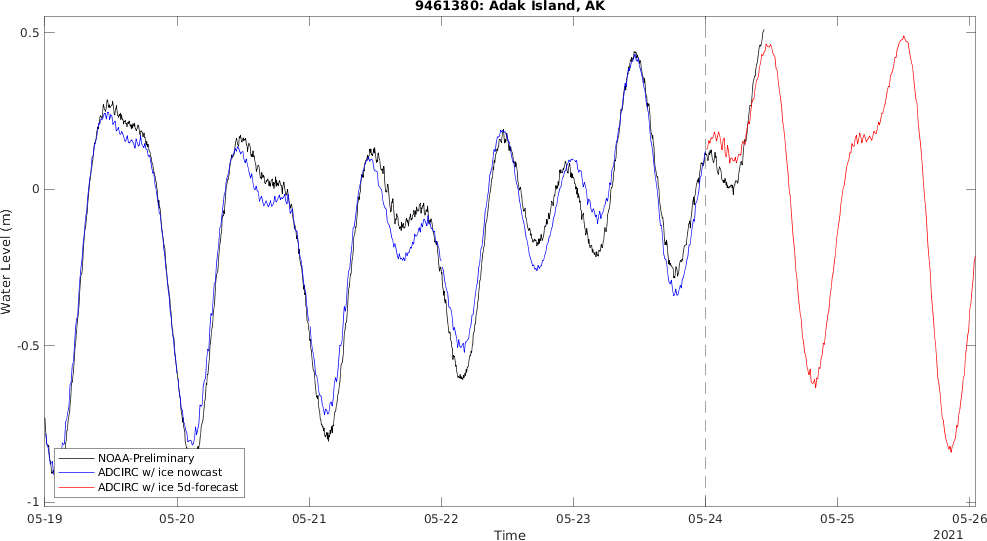 9461380: Adak Island, AK
0.5
0
-0.5
-1
Water Level (m)
NOAA-Preliminary
ADCIRC w/ ice nowcast
ADCIRC w/ ice 5d-forecast
05-19 05-20 05-21 05-22 05-23 05-24 05-25 05-26
Time
2021